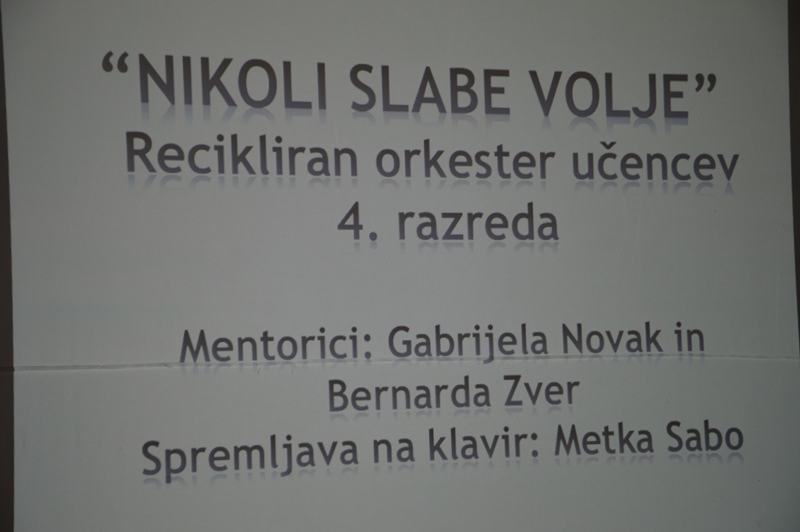 “NIKOLI SLABE VOLJE”
Recikliran orkester učencev
4. razreda
Mentorici: Gabrijela Novak in
Bernarda Zver
Spremljava na klavir: Metka Sabo